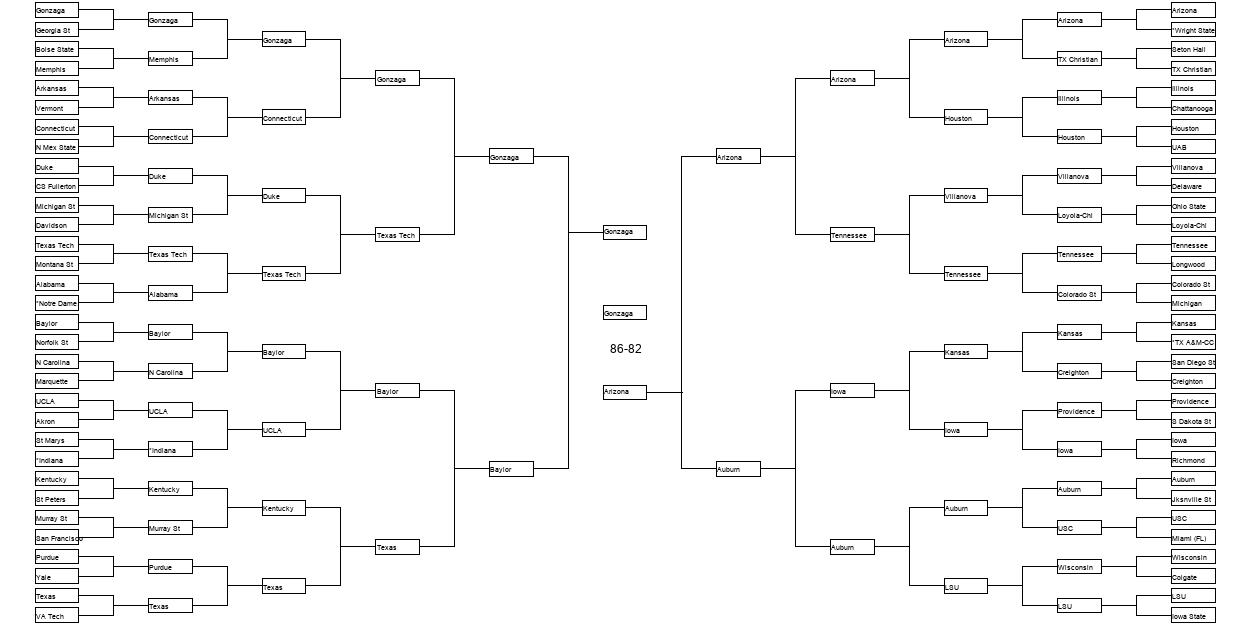 Gonzaga
Georgia St
Boise State
Memphis
Arkansas
Vermont
Connecticut
N Mex State
Duke
CS Fullerton
Michigan St
Davidson
Texas Tech
Montana St
Alabama
*Notre Dame
Baylor
Norfolk St
N Carolina
Marquette
UCLA
Akron
St Marys
*Indiana
Kentucky
St Peters
Murray St
San Francisco
Purdue
Yale
Texas
VA Tech
Gonzaga
Memphis
Arkansas
Connecticut
Duke
Michigan St
Texas Tech
Alabama
Baylor
N Carolina
UCLA
*Indiana
Kentucky
Murray St
Purdue
Texas
Gonzaga
Connecticut
Duke
Texas Tech
Baylor
UCLA
Kentucky
Texas
Gonzaga
Texas Tech
Baylor
Texas
Gonzaga
Baylor
Gonzaga
Gonzaga
86-82
Arizona
Arizona
Auburn
Arizona
Tennessee
Iowa
Auburn
Arizona
Houston
Villanova
Tennessee
Kansas
Iowa
Auburn
LSU
Arizona
TX Christian
Illinois
Houston
Villanova
Loyola-Chi
Tennessee
Colorado St
Kansas
Creighton
Providence
Iowa
Auburn
USC
Wisconsin
LSU
Arizona
*Wright State
Seton Hall
TX Christian
Illinois
Chattanooga
Houston
UAB
Villanova
Delaware
Ohio State
Loyola-Chi
Tennessee
Longwood
Colorado St
Michigan
Kansas
*TX A&M-CC
San Diego St
Creighton
Providence
S Dakota St
Iowa
Richmond
Auburn
Jksnville St
USC
Miami (FL)
Wisconsin
Colgate
LSU
Iowa State